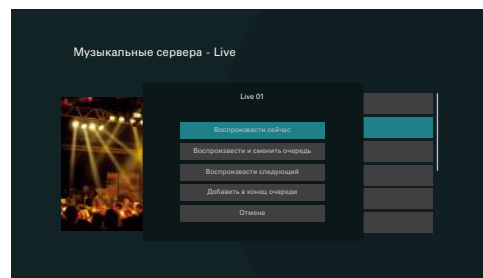 Музыкальные сервера - Live
Live 01
Воспроизвести сейчас
Воспроизвести и сменить очередь
Воспроизвести следующий
Добавить в конец очереди
Отмена